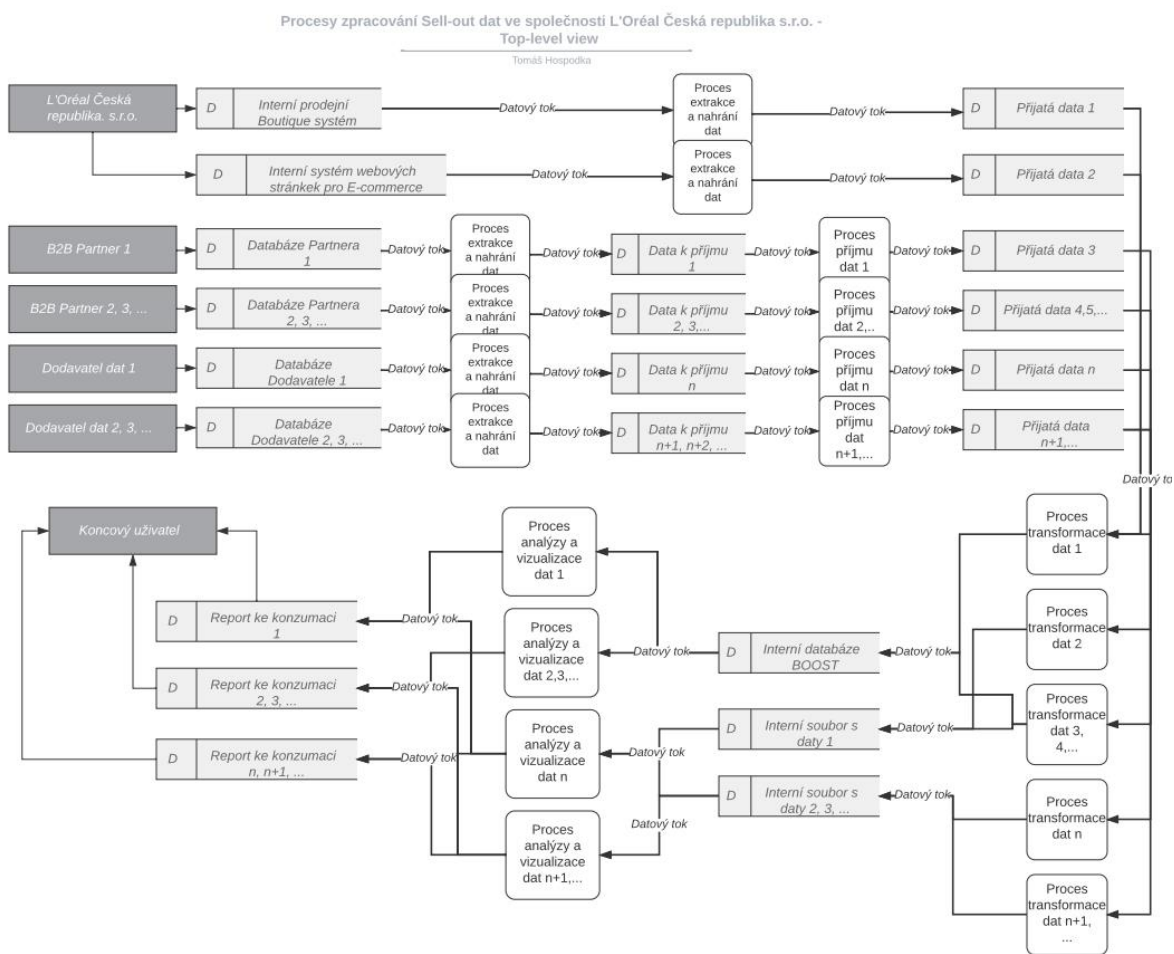 Procesy zpracování Sell-out dat ve společnosti L'Oréal Česká republika s.r.o. -
Top-level view
Tomáš Hospodka
L'Oréal Česká
republika. s.r.o.
D
Interní prodejní
Boutique systém
Datový tok
Proces
extrakce
a nahrání
dat
Datový tok
D
Přijatá data 1
D
Interní systém webových
stránkek pro E-commerce
Datový tok
Proces
extrakce
a nahrání
dat
Datový tok
D
Přijatá data 2
B2B Partner 1
D
Databáze Partnera
1
Datový tok
Proces
extrakce
a nahrání
dat
Datový tok
D
Data k příjmu
1
Datový tok
Proces
příjmu
dat 1
Datový tok
D
Přijatá data 3
B2B Partner 2, 3, ...
D
Databáze Partnera
2, 3, ...
Datový tok
Proces
extrakce
a nahrání
dat
Datový tok
D
Data k příjmu
2, 3,...
Datový tok
Proces
příjmu
dat 2,..
Datový tok
D
Přijatá data 4,5,...
Dodavatel dat 1
D
Databáze
Dodavatele 1
Datový tok
Proces
extrakce
a nahrání
dat
Datový tok
D
Data k příjmu
n
Datový tok
Proces
příjmu
dat n
Datový tok
D
Přijatá data n
Dodavatel dat 2, 3, ...
D
Databáze
Dodavatele 2, 3, ...
Datový tok
Proces
extrakce
a nahrání
dat
Datový tok
D
Data k příjmu
n+1, n+2, ...
Datový tok
Proces
příjmu
dat
n+1,...
Datový tok
D
Přijatá data
n+1,...
Datový to
Koncový uživatel
Proces
analýzy a
vizualizace
dat 1
Proces
transformace
dat 1
D
Report ke konzumaci
1
Datový tok
Proces
analýzy a
vizualizace
dat 2,3,...
Datový tok
D
Interní databáze
BOOST
Datový tok
Proces
transformace
dat 2
D
Report ke konzumaci
2, 3, ...
Datový tok
D
Interní soubor s
daty 1
Datový tok
Proces
transformace
dat 3,
4,...
D
Report ke konzumaci
n, n+1, ...
Datový tok
Proces
analýzy a
vizualizace
dat n
Datový tok
D
Interní soubor s
daty 2, 3, ...
Datový tok
Proces
transformace
dat n
Proces
analýzy a
vizualizace
dat n+1,...
Datový tok
Proces
transformace
dat n+1,
...